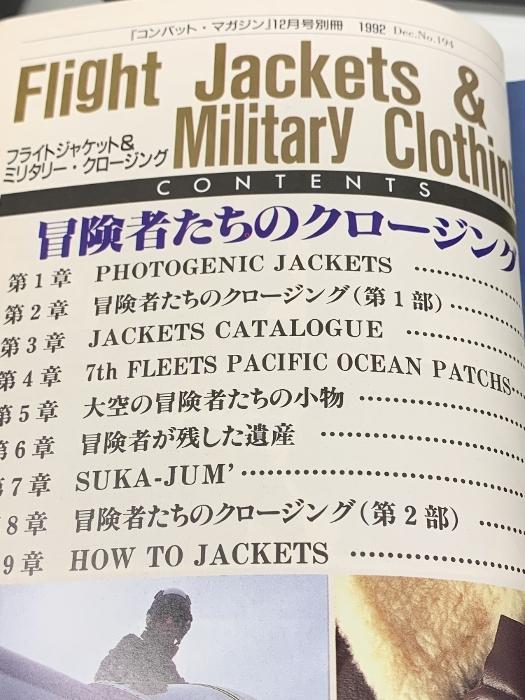 『コンバット・マガジン』12月号別冊 1992 Dec.No.194
Flight Jackets &
フライトジャケット&
ミリタリー・クロージング
Military Clothin
CONTENTS
冒険者たちのクロージング
第1章 PHOTOGENIC JACKETS ……………
第2章 冒険者たちのクロージング(第1部)…………
第3章 JACKETS CATALOGUE ……………
第4章 7th FLEETS PACIFIC OCEAN PATCHS…
第5章 大空の冒険者たちの小物 ……………
第6章 冒険者が残した遺産 ……………
7章 SUKA-JUM’……………
8章 冒険者たちのクロージング(第2部) ……
9章 HOW TO JACKETS ……………